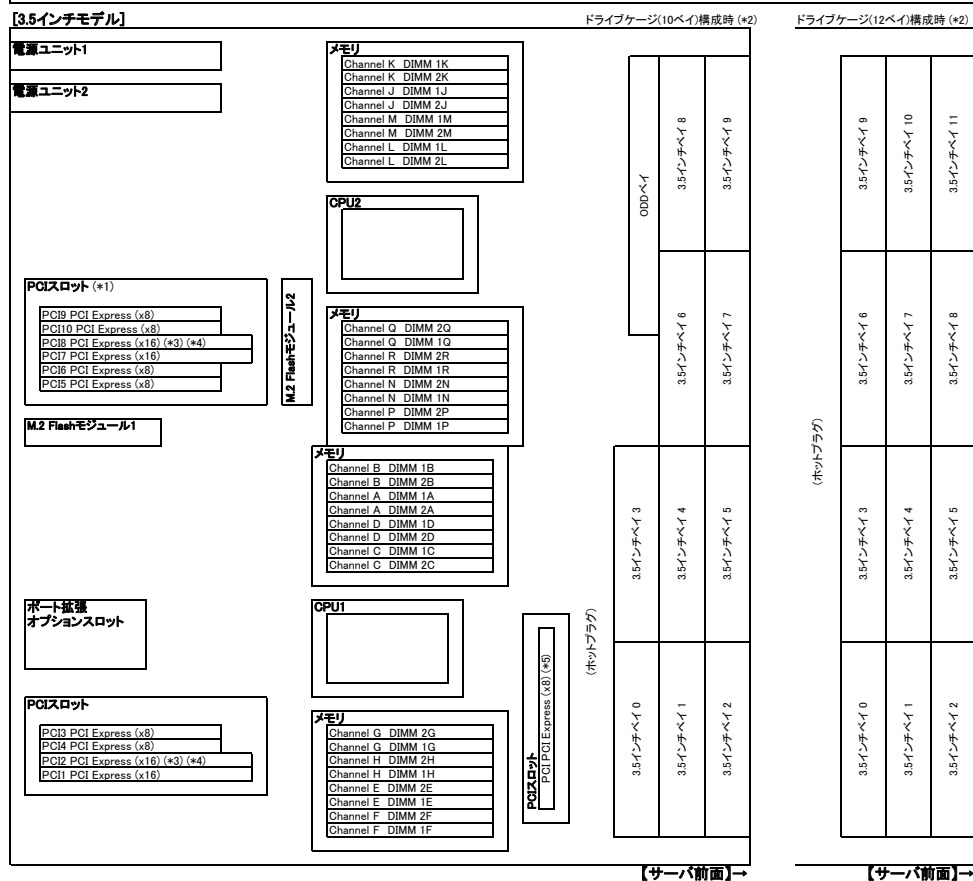 [3.5インチモデル]
ドライブケージ(10ベイ)構成時 (*2)
ドライブケージ(12ベイ)構成時 (*2)
電源ユニット1
電源ユニット2
メモリ
Channel K DIMM 1K
Channel K DIMM 2K
Channel J DIMM 1J
Channel J DIMM 2J
Channel M DIMM 1M
Channel M DIMM 2M
Channel L DIMM 1L
Channel L DIMM 2L
CPU2
PCIスロット (*1)
PCI9 PCI Express (x8)
PCI10 PCI Express (x8)
PCI8 PCI Express (x16) (*3) (*4)
PCI7 PCI Express (x16)
PCI6 PCI Express (x8)
PCI5 PCI Express (x8)
M.2 Flashモジュール2
メモリ
Channel Q DIMM 2Q
Channel Q DIMM 1Q
Channel R DIMM 2R
Channel R DIMM 1R
Channel N DIMM 2N
Channel N DIMM 1N
Channel P DIMM 2P
Channel P DIMM 1P
M.2 Flashモジュール1
メモリ
Channel B DIMM 1B
Channel B DIMM 2B
Channel A DIMM 1A
Channel A DIMM 2A
Channel D DIMM 1D
Channel D DIMM 2D
Channel C DIMM 1C
Channel C DIMM 2C
ポート拡張
オプションスロット
CPU1
PCIスロット
PCI3 PCI Express (x8)
PCI4 PCI Express (x8)
PCI2 PCI Express (x16) (*3) (*4)
PCI1 PCI Express (x16)
メモリ
Channel G DIMM 2G
Channel G DIMM 1G
Channel H DIMM 2H
Channel H DIMM 1H
Channel E DIMM 2E
Channel E DIMM 1E
Channel F DIMM 2F
Channel F DIMM 1F
PCIスロット
PCI PCI Express (x8) (*5)
(ホットプラグ)
ODDベイ
3.5インチベイ 8
3.5インチベイ 9
3.5インチベイ 6
3.5インチベイ 7
3.5インチベイ 3
3.5インチベイ 4
3.5インチベイ 5
3.5インチベイ 0
3.5インチベイ 1
3.5インチベイ 2
【サーバ前面】→
(ホットプラグ)
3.5インチベイ 9
3.5インチベイ 10
3.5インチベイ 11
3.5インチベイ 6
3.5インチベイ 7
3.5インチベイ 8
3.5インチベイ 3
3.5インチベイ 4
3.5インチベイ 5
3.5インチベイ 0
3.5インチベイ 1
3.5インチベイ 2
【サーバ前面】→